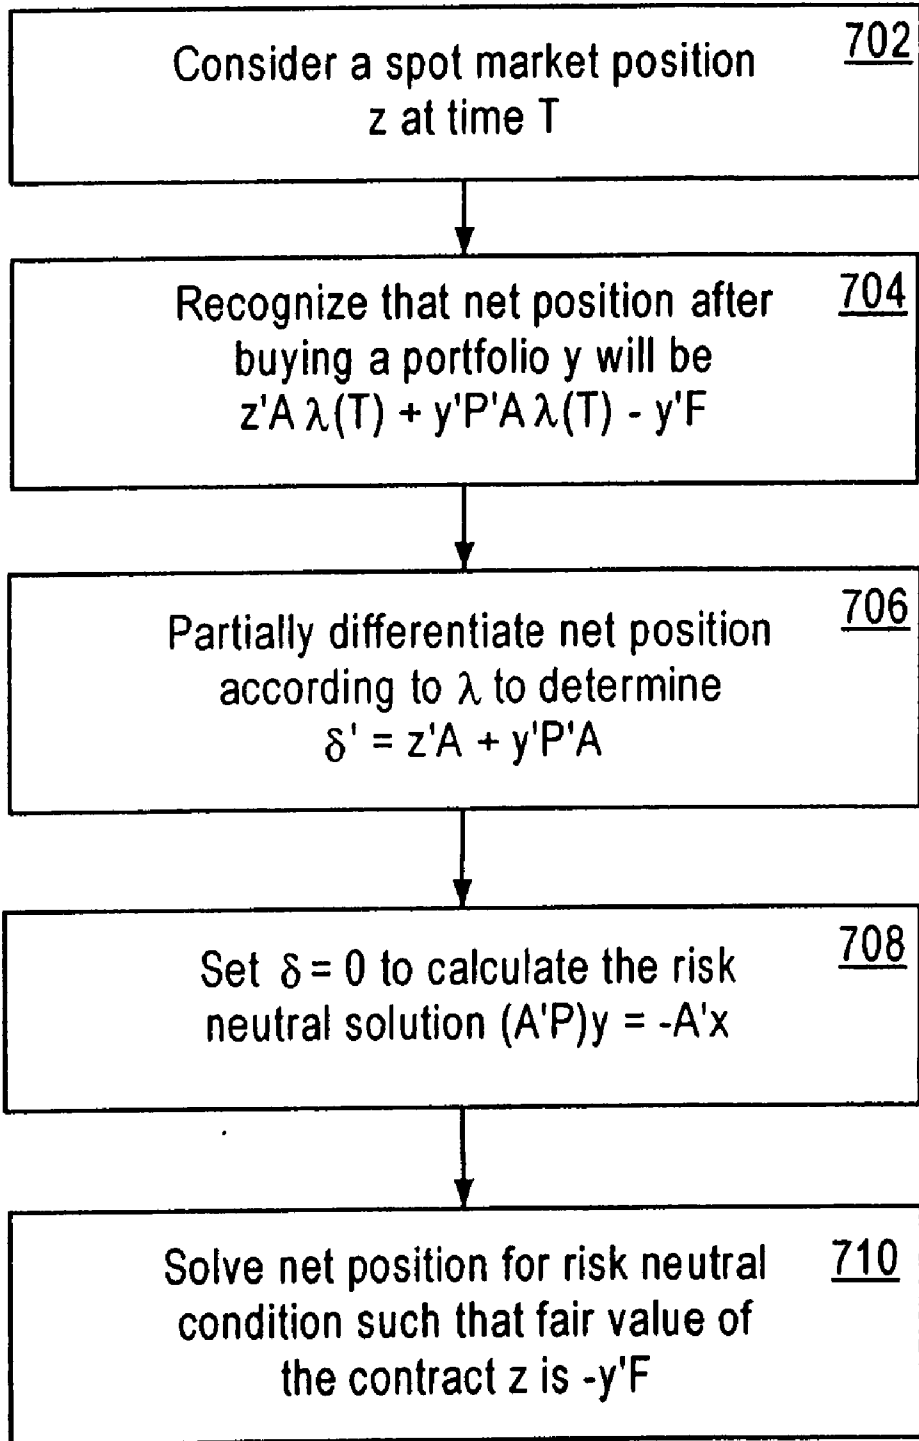 702
Consider a spot market position
z at time T
704
Recognize that net position after
buying a portfolio y will be
z'A λ(T) + y'P'A λ(T) - y'F
706
Partially differentiate net position
according to λ to determine
δ' = z'A + y'P'A
708
Set δ = 0 to calculate the risk
neutral solution (A'P)y = -A'x
710
Solve net position for risk neutral
condition such that fair value of
the contract z is -y'F